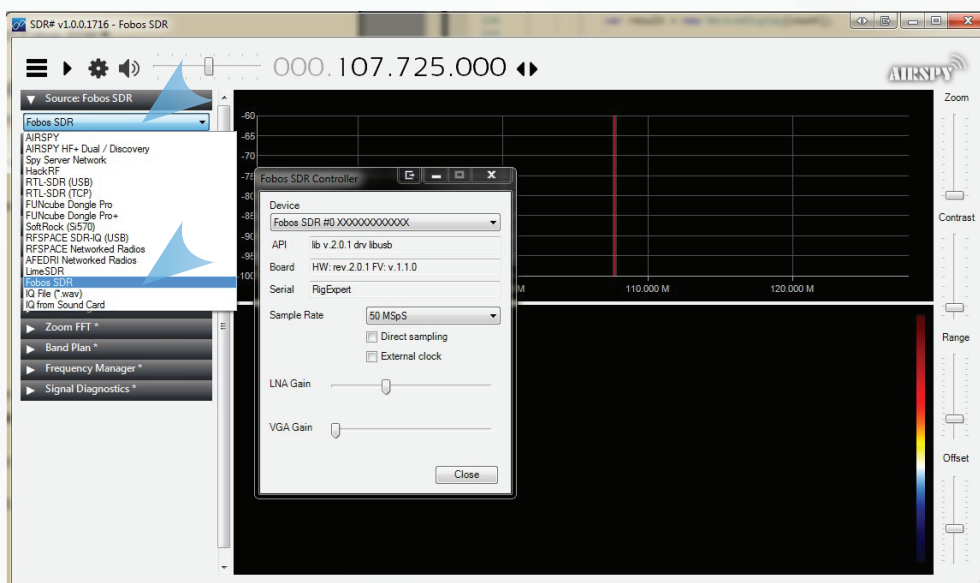 SDR# v1.0.0.1716 - Fobos SDR
000.107.725.000
AIRSPY
Source: Fobos SDR
Fobos SDR
AIRSPY
AIRSPY HF+ Dual / Discovery
Spy Server Network
HackRF
RTL-SDR (USB)
RTL-SDR (TCP)
FUNcube Dongle Pro
FUNcube Dongle Pro+
SoftRock (Si570)
RFSPACE SDR-IQ (USB)
RFSPACE Networked Radios
AFEDRI Networked Radios
LimeSDR
Fobos SDR
IQ File (*.wav)
IQ from Sound Card
Zoom FFT *
Band Plan *
Frequency Manager *
Signal Diagnostics *
-60
-65
-70
-75
-80
-85
-90
-95
-100
M
110.000 M
120.000 M
Fobos SDR Controller
Device
Fobos SDR #0 XXXXXXXXXXXX
API
lib v.2.0.1 drv libusb
Board
HW: rev.2.0.1 FV: v.1.1.0
Serial
RigExpert
Sample Rate
50 MSpS
Direct sampling
External clock
LNA Gain
VGA Gain
Close
Zoom
Contrast
Range
Offset